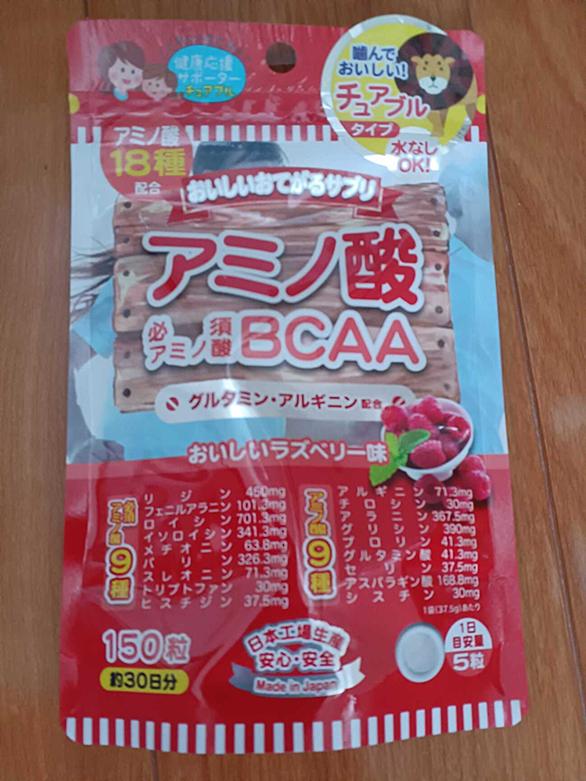 健康応援
サポーター
チュアブル
噛んで
おいしい!
チュアブル
タイプ
水なし
OK!
アミノ酸
18種
配合
おいしいおてがるサプリ
アミノ酸
必須
アミノ酸
BCAA
グルタミン・アルギニン配合
おいしいラズベリー味
必須アミノ酸9種
リジン 450mg
フェニルアラニン 101.3mg
ロイシン 701.3mg
イソロイシン 341.3mg
メチオニン 63.8mg
バリン 326.3mg
スレオニン 71.3mg
トリプトファン 30mg
ヒスチジン 37.5mg
アミノ酸9種
アルギニン 71.3mg
チロシン 30mg
アラニン 367.5mg
グリシン 390mg
プロリン 41.3mg
グルタミン酸 41.3mg
セリン 37.5mg
アスパラギン酸 168.8mg
シスチン 30mg
1袋(37.5g)あたり
150粒
約30日分
日本工場生産
安心・安全
Made in Japan
1日
目安量
5粒